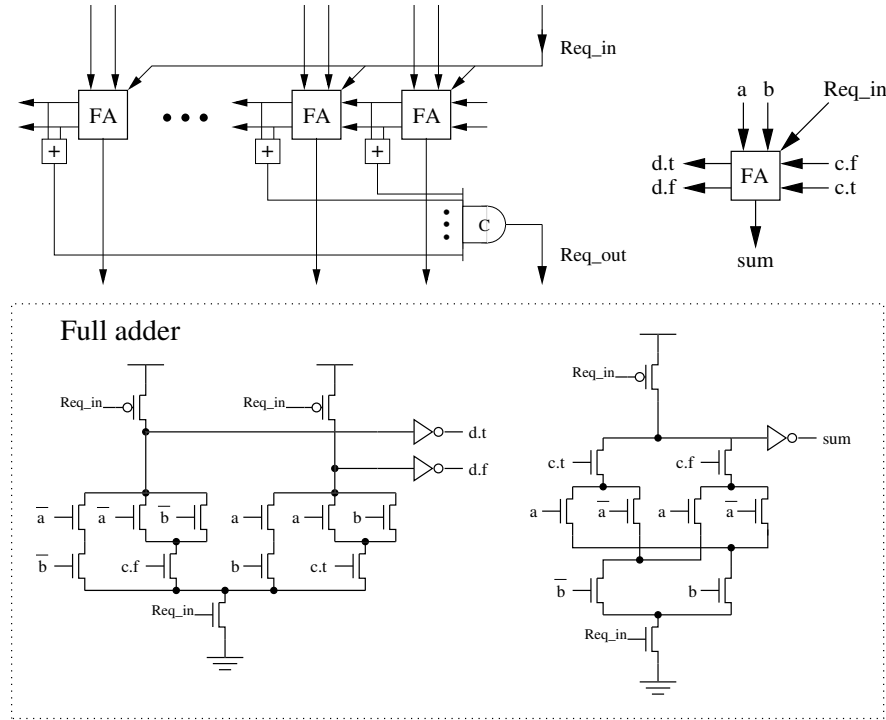 Req_in
FA
FA
FA
+
+
+
C
Req_out
a b Req_in
d.t FA c.f
d.f c.t
sum
Full adder
Req_in
Req_in
d.t
d.f
a a b a a b
b c.f b c.t
Req_in
Req_in
sum
c.t c.f
a a a a
b b
Req_in